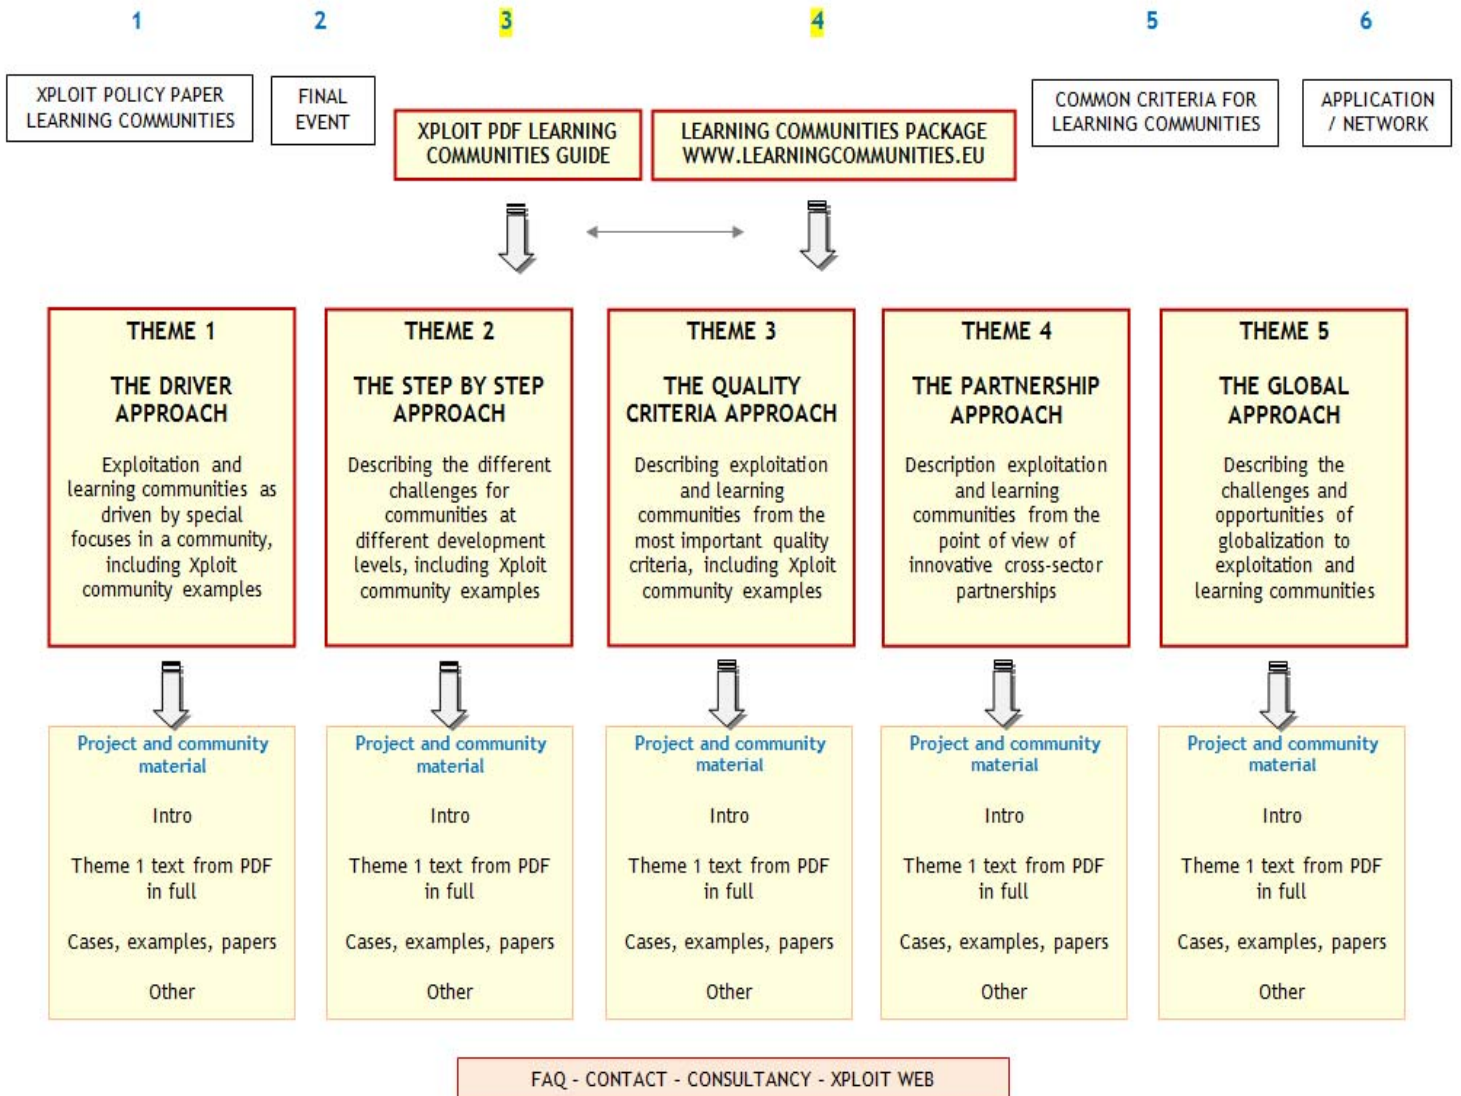 1
2
3
4
5
6
XPLOIT POLICY PAPER
LEARNING COMMUNITIES
FINAL
EVENT
XPLOIT PDF LEARNING
COMMUNITIES GUIDE
LEARNING COMMUNITIES PACKAGE
WWW.LEARNINGCOMMUNITIES.EU
COMMON CRITERIA FOR
LEARNING COMMUNITIES
APPLICATION
/ NETWORK
THEME 1
THE DRIVER
APPROACH
Exploitation and
learning communities as
driven by special
focuses in a community,
including Xploit
community examples
THEME 2
THE STEP BY STEP
APPROACH
Describing the different
challenges for
communities at
different development
levels, including Xploit
community examples
THEME 3
THE QUALITY
CRITERIA APPROACH
Describing exploitation
and learning
communities from the
most important quality
criteria, including Xploit
community examples
THEME 4
THE PARTNERSHIP
APPROACH
Description exploitation
and learning
communities from the
point of view of
innovative cross-sector
partnerships
THEME 5
THE GLOBAL
APPROACH
Describing the
challenges and
opportunities of
globalization to
exploitation and
learning communities
Project and community
material
Intro
Theme 1 text from PDF
in full
Cases, examples, papers
Other
Project and community
material
Intro
Theme 1 text from PDF
in full
Cases, examples, papers
Other
Project and community
material
Intro
Theme 1 text from PDF
in full
Cases, examples, papers
Other
Project and community
material
Intro
Theme 1 text from PDF
in full
Cases, examples, papers
Other
Project and community
material
Intro
Theme 1 text from PDF
in full
Cases, examples, papers
Other
FAQ - CONTACT - CONSULTANCY - XPLOIT WEB